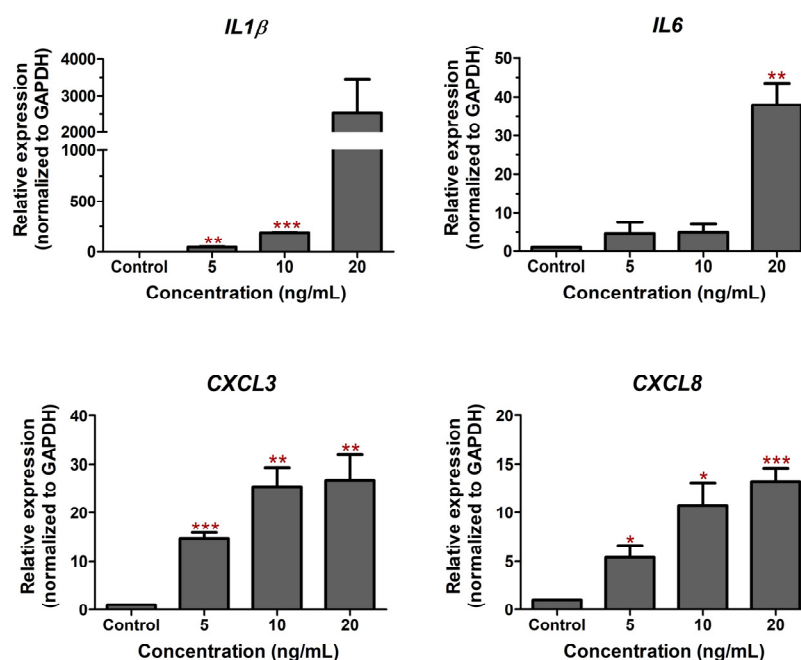 IL1β
Relative expression
(normalized to GAPDH)
4000
3000
2000
1000
500
0
**
***
Control 5 10 20
Concentration (ng/mL)
IL6
Relative expression
(normalized to GAPDH)
50
40
30
20
10
0
**
Control 5 10 20
Concentration (ng/mL)
CXCL3
Relative expression
(normalized to GAPDH)
40
30
20
10
0
***
**
**
Control 5 10 20
Concentration (ng/mL)
CXCL8
Relative expression
(normalized to GAPDH)
20
15
10
5
0
*
*
***
Control 5 10 20
Concentration (ng/mL)